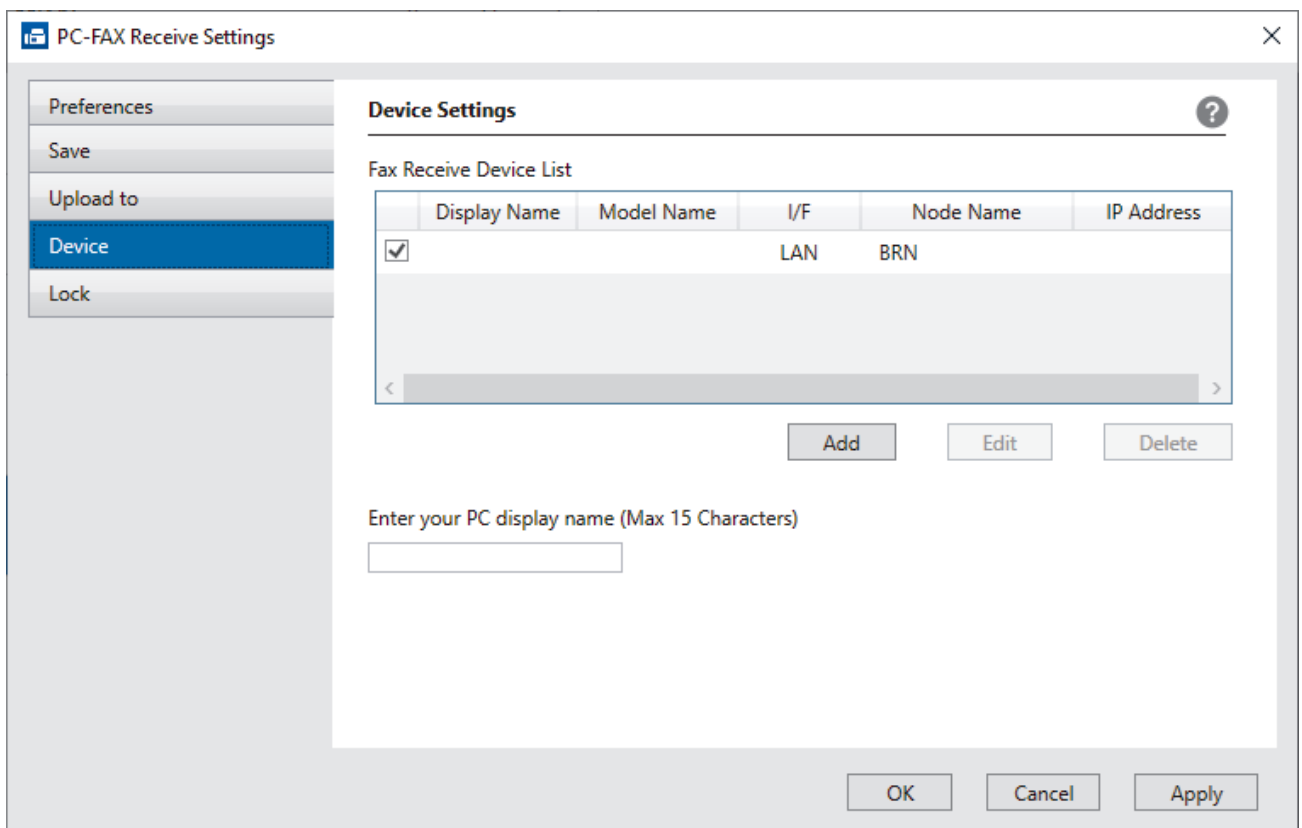 PC-FAX Receive Settings
Preferences
Save
Upload to
Device
Lock
Device Settings
?
Fax Receive Device List
Display Name Model Name I/F Node Name IP Address
LAN BRN
Add Edit Delete
Enter your PC display name (Max 15 Characters)
OK Cancel Apply